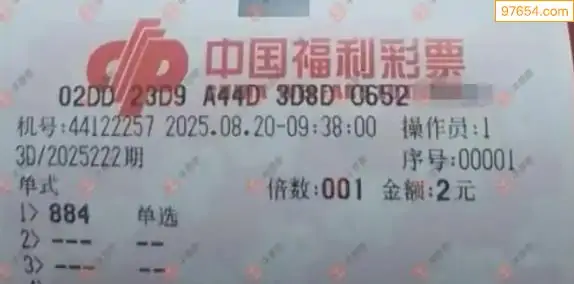 97654.com
中国福利彩票
02DD 23D9 A44D 3D8D C652
机号:44122257 2025.08.20-09:38:00 操作员:1
3D/2025222期 序号:00001
单式 倍数:001 金额:2元
1> 884 单选
2> --- --
3> --- --